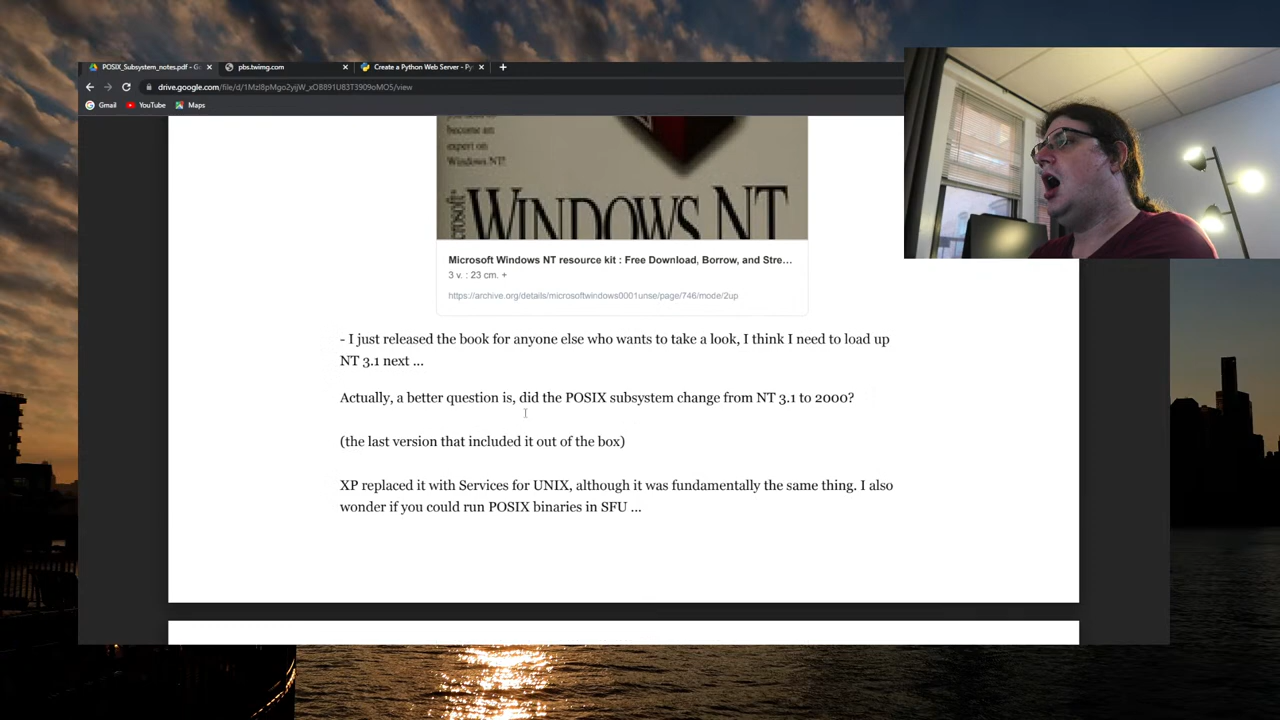 POSIX_Subsystem_notes.pdf - Go
pbs.twimg.com
Create a Python Web Server - Py
drive.google.com/file/d/
Gmail
YouTube
Maps
become an
expert on
Windows NT!
WINDOWS NT
Microsoft Windows NT resource kit : Free Download, Borrow, and Stre...
3 v. : 23 cm. +
https://archive.org/details/microsoftwindows0001unse/page/746/mode/2up
- I just released the book for anyone else who wants to take a look, I think I need to load up
NT 3.1 next ...
Actually, a better question is, did the POSIX subsystem change from NT 3.1 to 2000?
(the last version that included it out of the box)
XP replaced it with Services for UNIX, although it was fundamentally the same thing. I also
wonder if you could run POSIX binaries in SFU ...